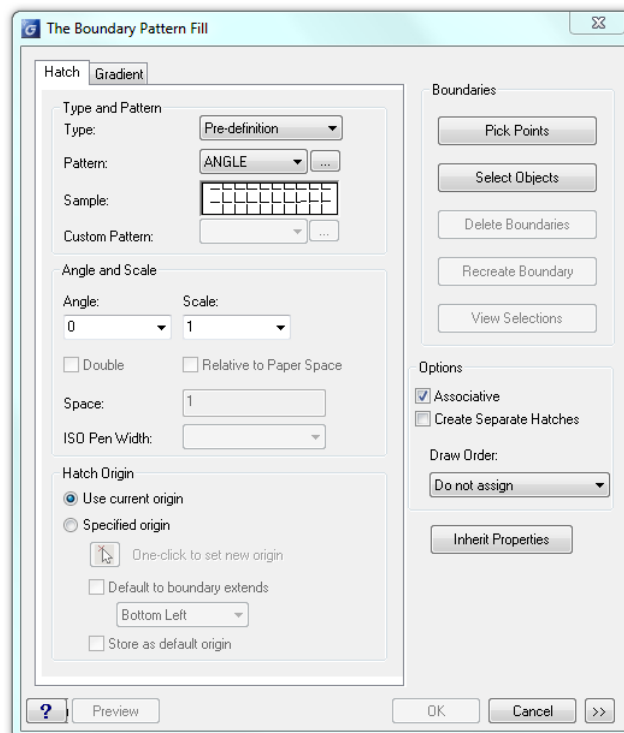 The Boundary Pattern Fill
Hatch
Gradient
Type and Pattern
Type:
Pre-definition
Pattern:
ANGLE
...
Sample:
Custom Pattern:
...
Angle and Scale
Angle:
Scale:
0
1
Double
Relative to Paper Space
Space:
1
ISO Pen Width:
Hatch Origin
Use current origin
Specified origin
One-click to set new origin
Default to boundary extends
Bottom Left
Store as default origin
Boundaries
Pick Points
Select Objects
Delete Boundaries
Recreate Boundary
View Selections
Options
Associative
Create Separate Hatches
Draw Order:
Do not assign
Inherit Properties
?
Preview
OK
Cancel
>>